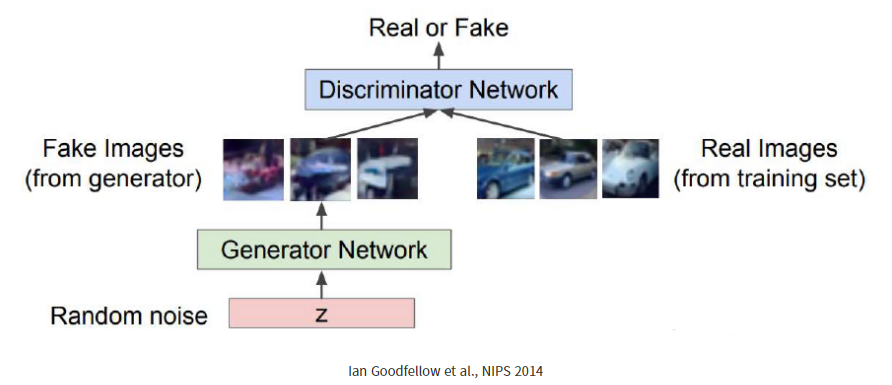 Real or Fake
Discriminator Network
Fake Images
(from generator)
Real Images
(from training set)
Generator Network
Random noise
z
Ian Goodfellow et al., NIPS 2014